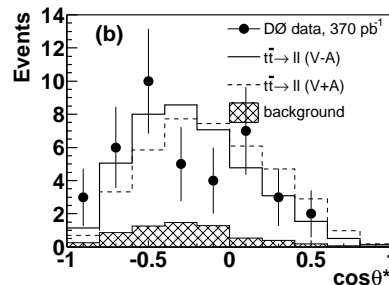 Events
14
12
10
8
6
4
2
0
(b)
DØ data, 370 pb⁻¹
tt̄→ ll (V-A)
tt̄→ ll (V+A)
background
-1 -0.5 0 0.5 1
cosθ*